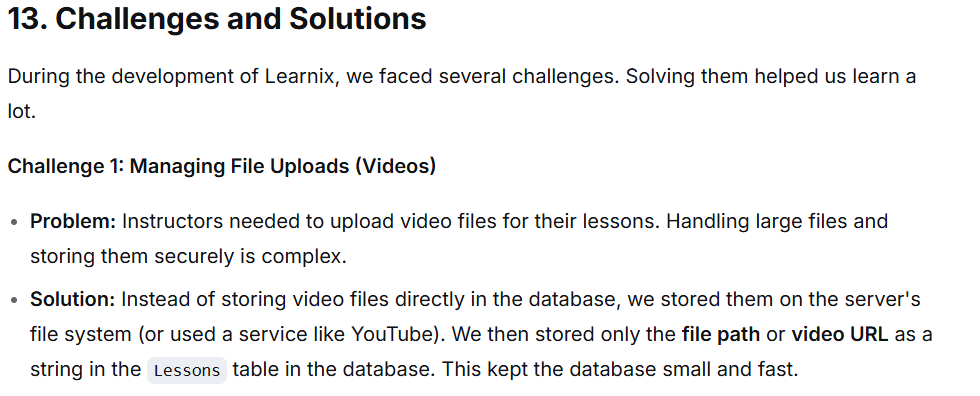 13. Challenges and Solutions
During the development of Learnix, we faced several challenges. Solving them helped us learn a
lot.
Challenge 1: Managing File Uploads (Videos)
• Problem: Instructors needed to upload video files for their lessons. Handling large files and
storing them securely is complex.
• Solution: Instead of storing video files directly in the database, we stored them on the server's
file system (or used a service like YouTube). We then stored only the file path or video URL as a
string in the Lessons table in the database. This kept the database small and fast.